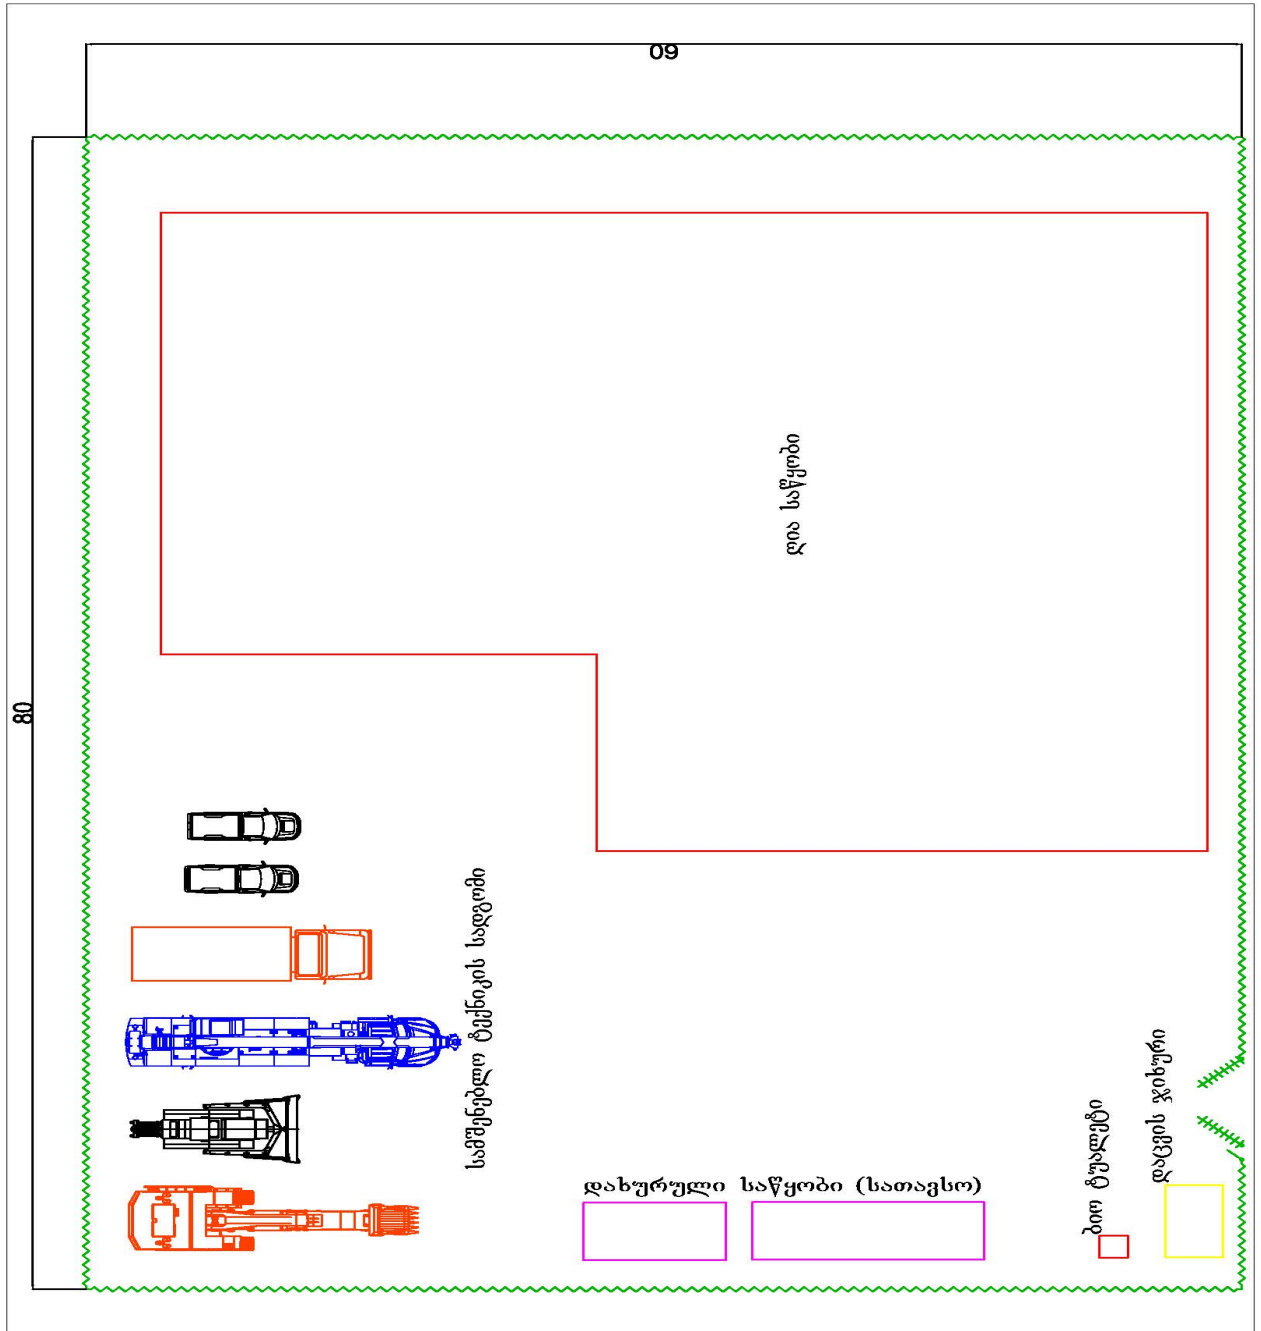 60
80
ღია საწყობი
სამშენებლო ტექნიკის სადგომი
დახურული საწყობი (სათავსო)
ბიო ტუალეტი
დაცვის ჯიხური